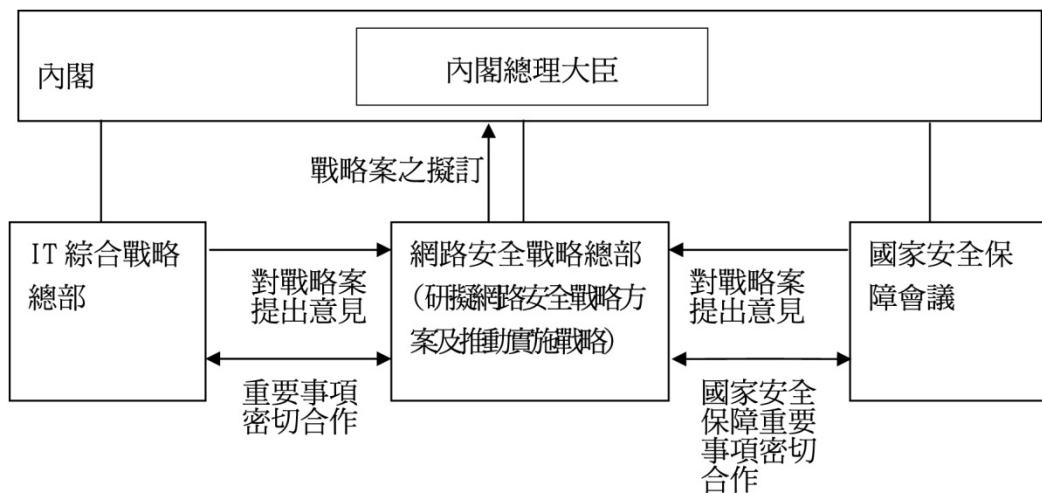 內閣
內閣總理大臣
戰略案之擬訂
IT 綜合戰略
總部
對戰略案
提出意見
重要事項
密切合作
網路安全戰略總部
(研擬網路安全戰略方
案及推動實施戰略)
對戰略案
提出意見
國家安全
保障重要
事項密切
合作
國家安全保
障會議